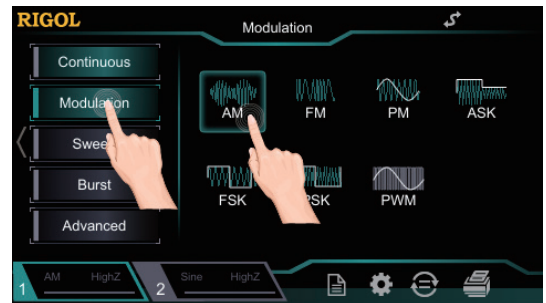 RIGOL
Modulation
Continuous
Modulation
AM
FM
PM
ASK
Burst
FSK
PWM
Advanced
1
AM
HighZ
2
Sine
HighZ